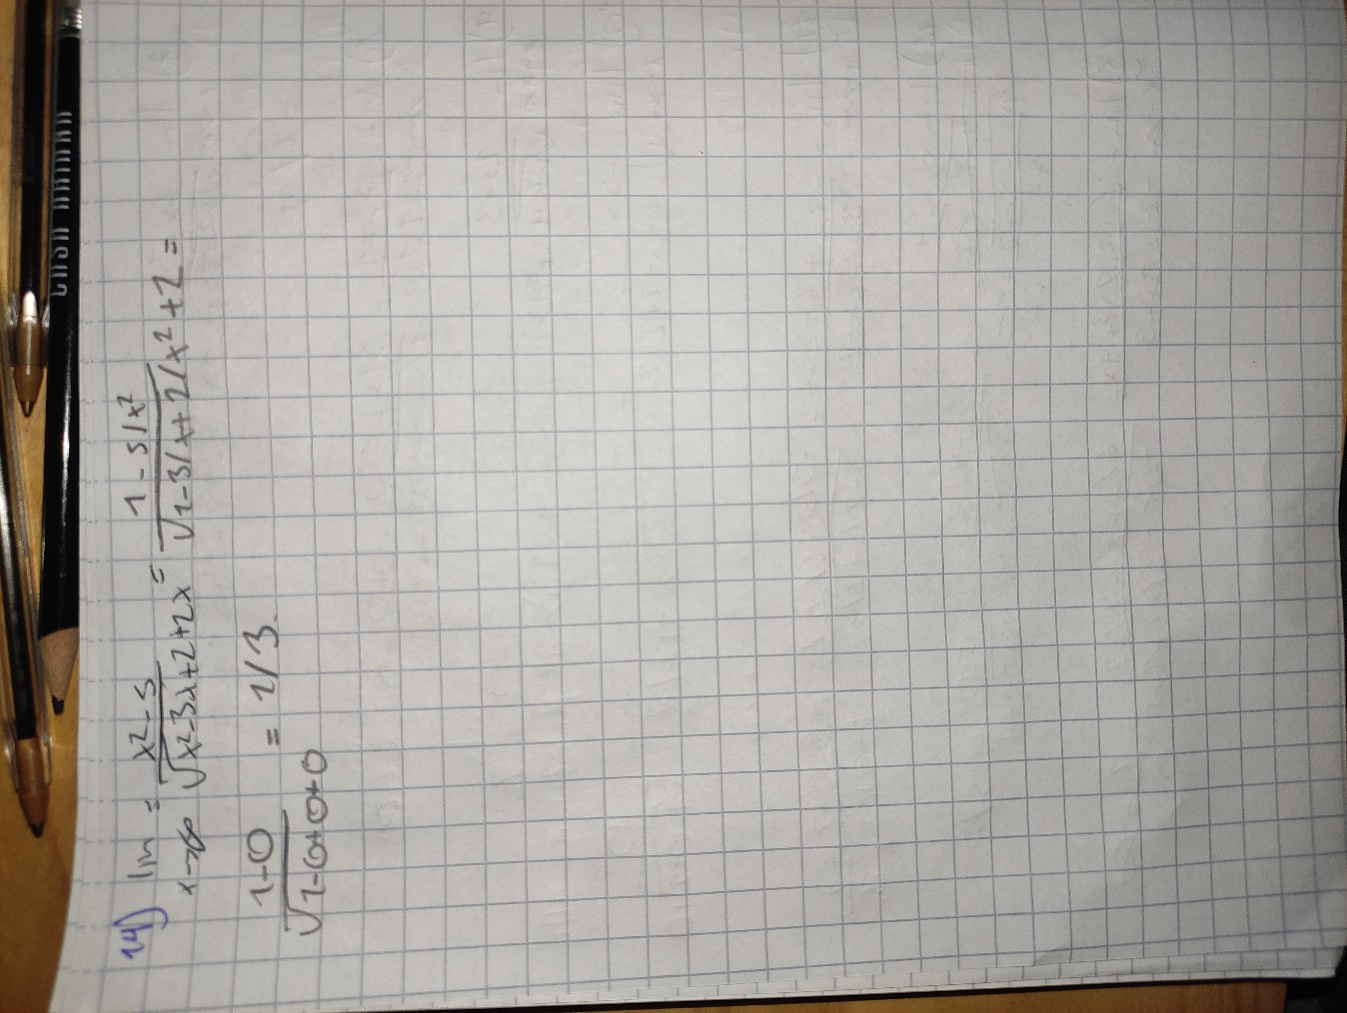 14) lim = x²-5/√x²-3x+2+2x = 1-5/x²/√1-3/x+2/x²+2 =
x→∞
1-0/√1-0+0+0 = 1/3